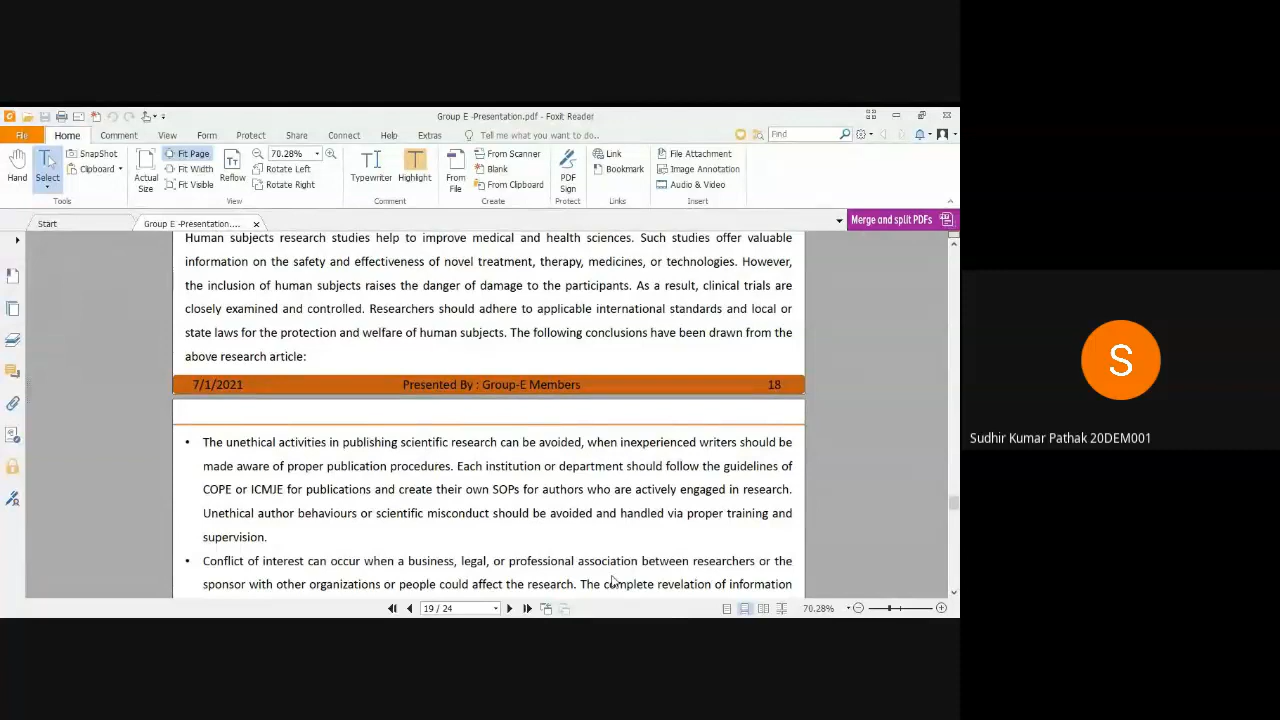 Group E -Presentation.pdf - Foxit Reader
File Home Comment View Form Protect Share Connect Help Extras Tell me what you want to do.. Find
SnapShot Fit Page 70.28% From Scanner Link File Attachment
Clipboard Fit Width Rotate Left Blank Bookmark Image Annotation
Fit Visible Rotate Right From Clipboard Audio & Video
Hand Select Actual Size Reflow Typewriter Highlight From File PDF Sign
Tools View Comment Create Protect Links Insert
Start Group E -Presentation.... Merge and split PDFs
Human subjects research studies help to improve medical and health sciences. Such studies offer valuable
information on the safety and effectiveness of novel treatment, therapy, medicines, or technologies. However,
the inclusion of human subjects raises the danger of damage to the participants. As a result, clinical trials are
closely examined and controlled. Researchers should adhere to applicable international standards and local or
state laws for the protection and welfare of human subjects. The following conclusions have been drawn from the
above research article:
7/1/2021 Presented By : Group-E Members 18
• The unethical activities in publishing scientific research can be avoided, when inexperienced writers should be
made aware of proper publication procedures. Each institution or department should follow the guidelines of
COPE or ICMJE for publications and create their own SOPs for authors who are actively engaged in research.
Unethical author behaviours or scientific misconduct should be avoided and handled via proper training and
supervision.
• Conflict of interest can occur when a business, legal, or professional association between researchers or the
sponsor with other organizations or people could affect the research. The complete revelation of information
19 / 24 70.28%
S
Sudhir Kumar Pathak 20DEM001